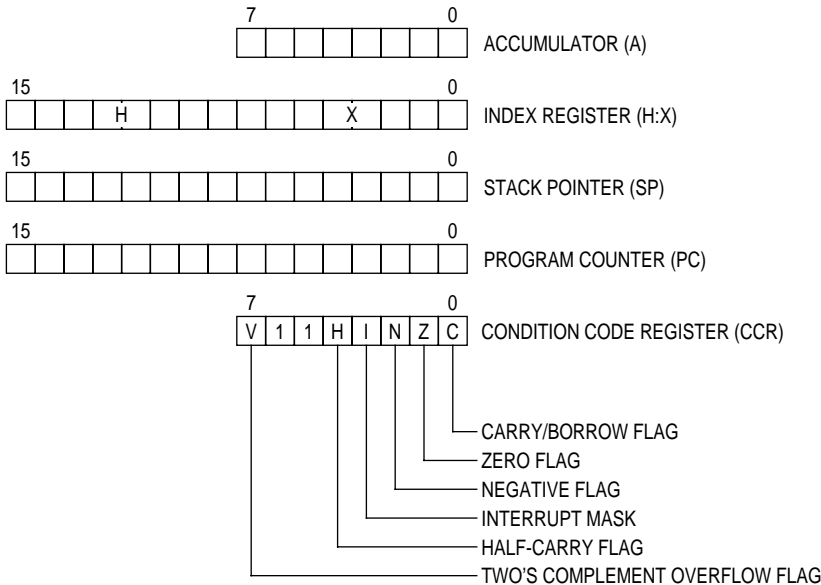 7 0
ACCUMULATOR (A)
15 0
H X INDEX REGISTER (H:X)
15 0
STACK POINTER (SP)
15 0
PROGRAM COUNTER (PC)
7 0
V 1 1 H I N Z C CONDITION CODE REGISTER (CCR)
CARRY/BORROW FLAG
ZERO FLAG
NEGATIVE FLAG
INTERRUPT MASK
HALF-CARRY FLAG
TWO'S COMPLEMENT OVERFLOW FLAG